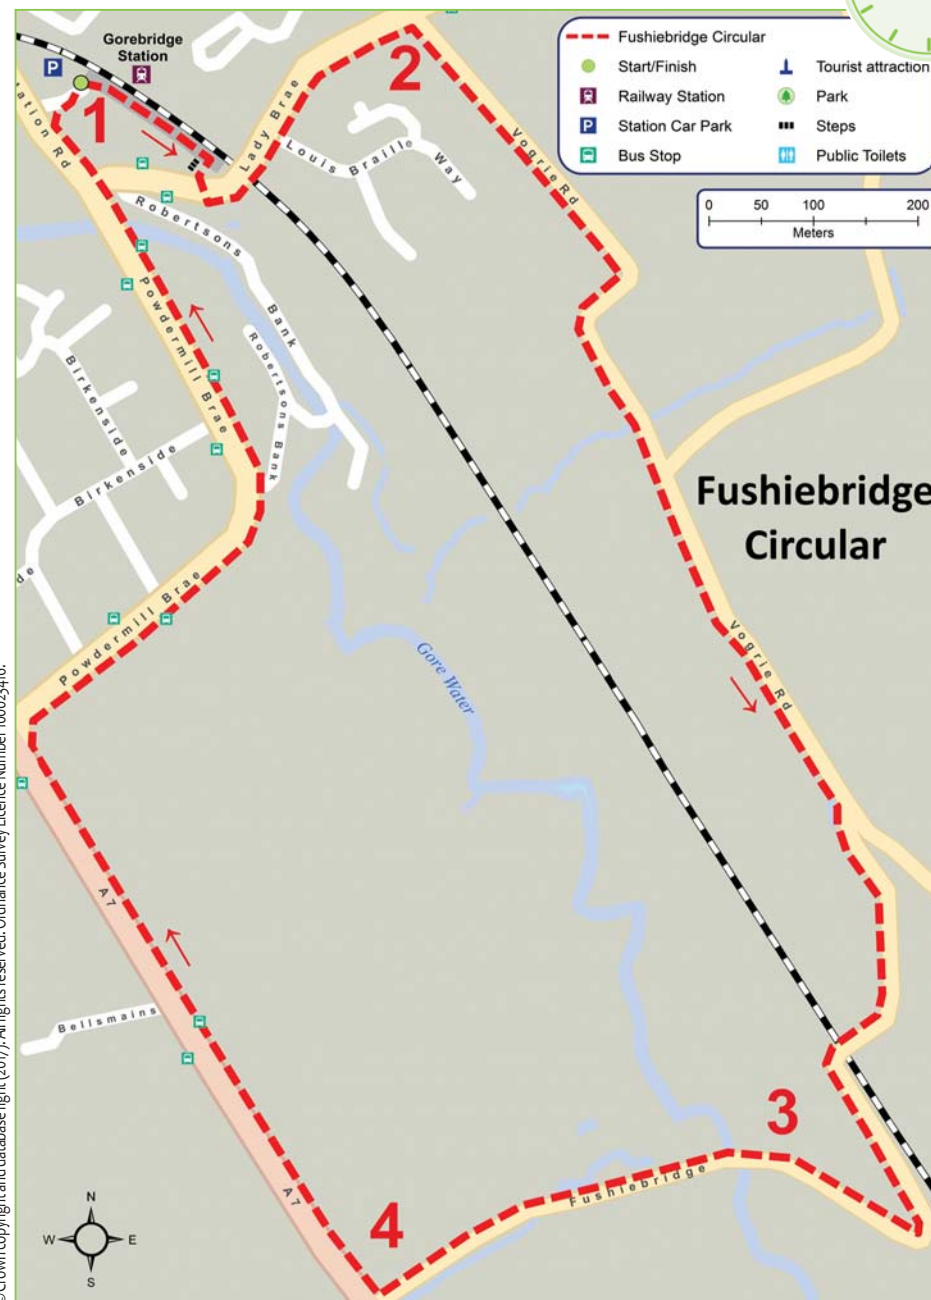 Gorebridge
Station
P
1
2
Fushiebridge Circular
Start/Finish
Railway Station
P
Station Car Park
Bus Stop
Tourist attraction
Park
Steps
Public Toilets
0 50 100 200
Meters
Lady Brae
Louis Braille Way
Vogrie Rd
Robertsons Bank
Robertsons Bank
Powdermill Brae
Birkenside
Birkenside
Fushiebridge
Circular
Powdermill Brae
Vogrie Rd
Gore Water
A7
Bellsmains
3
Fushiebridge
A7
4
N
W E
S